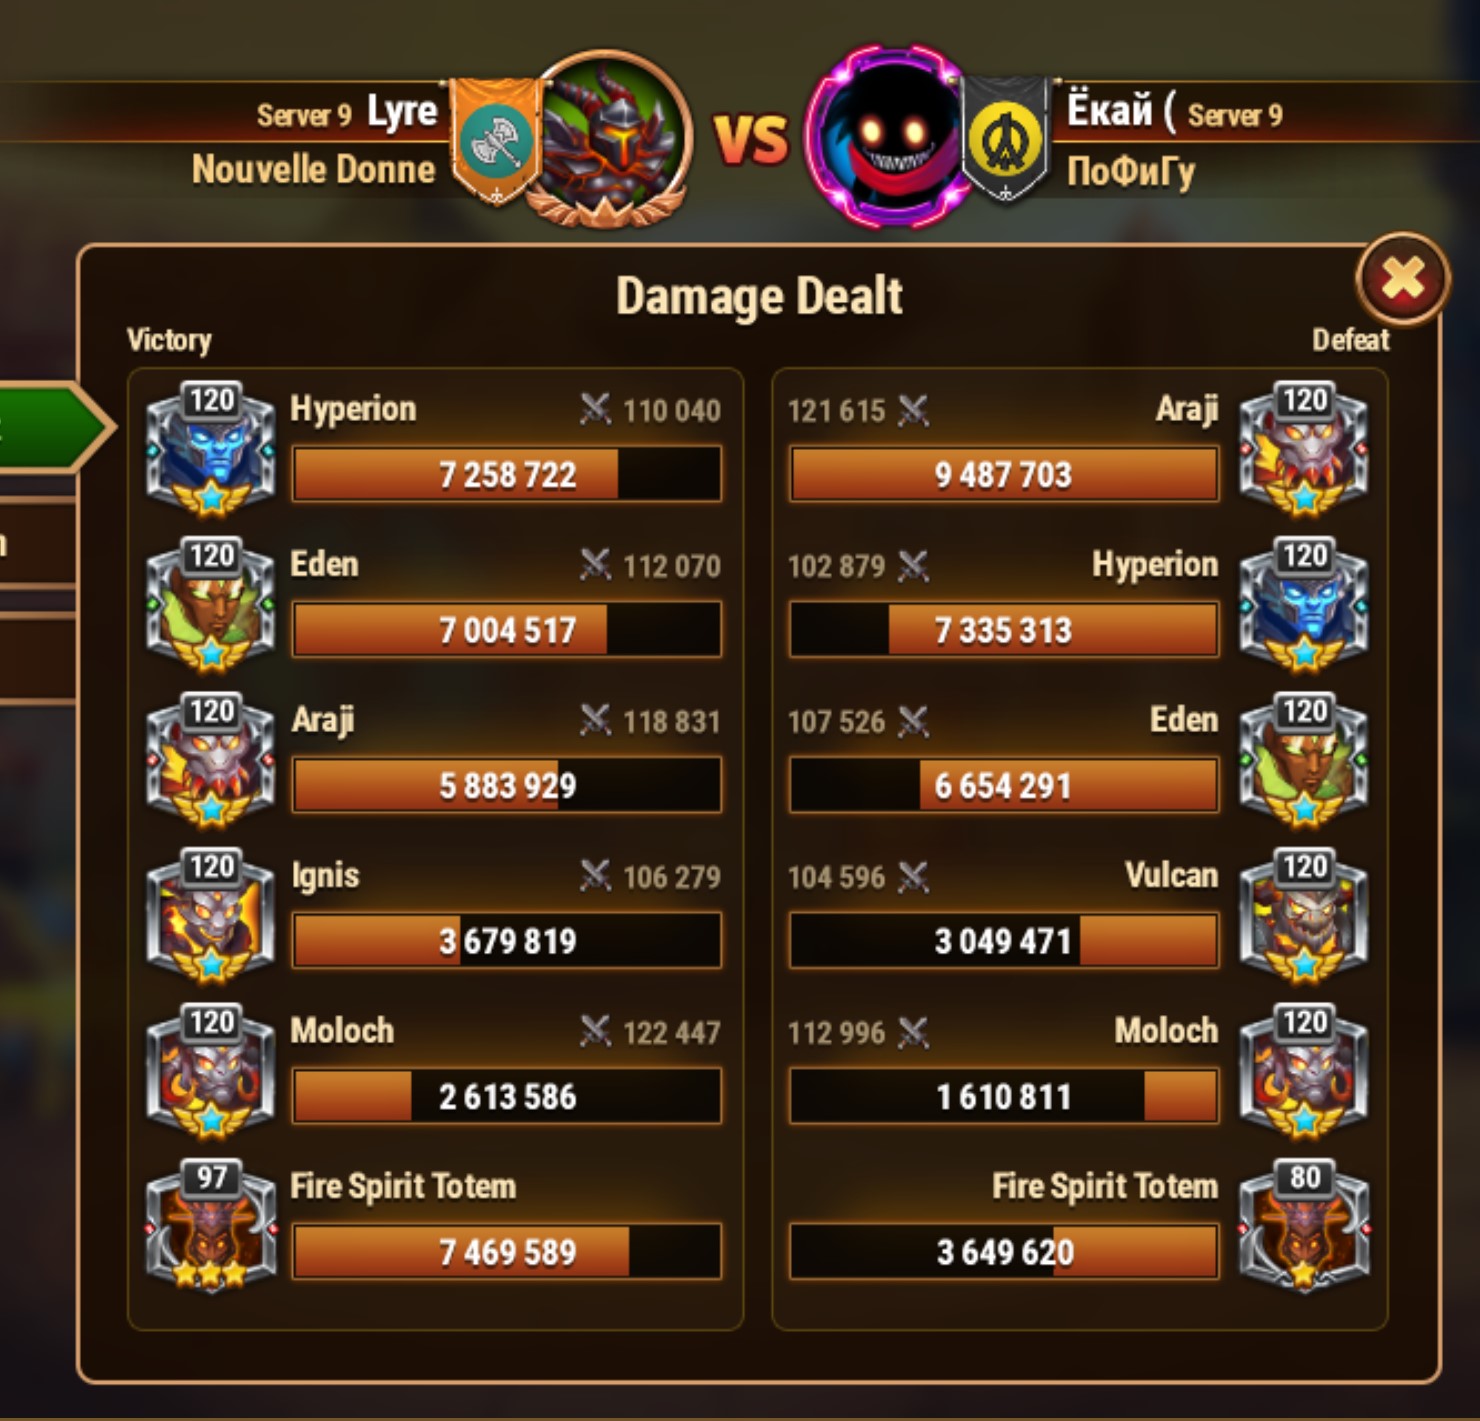 Server 9 Lyre
Nouvelle Donne
VS
Ёкай ( Server 9
ПоФиГу
Damage Dealt
Victory
Defeat
120
Hyperion
110 040
7 258 722
120
Eden
112 070
7 004 517
120
Araji
118 831
5 883 929
120
Ignis
106 279
3 679 819
120
Moloch
122 447
2 613 586
97
Fire Spirit Totem
7 469 589
121 615
Araji
120
9 487 703
102 879
Hyperion
120
7 335 313
107 526
Eden
120
6 654 291
104 596
Vulcan
120
3 049 471
112 996
Moloch
120
1 610 811
Fire Spirit Totem
80
3 649 620